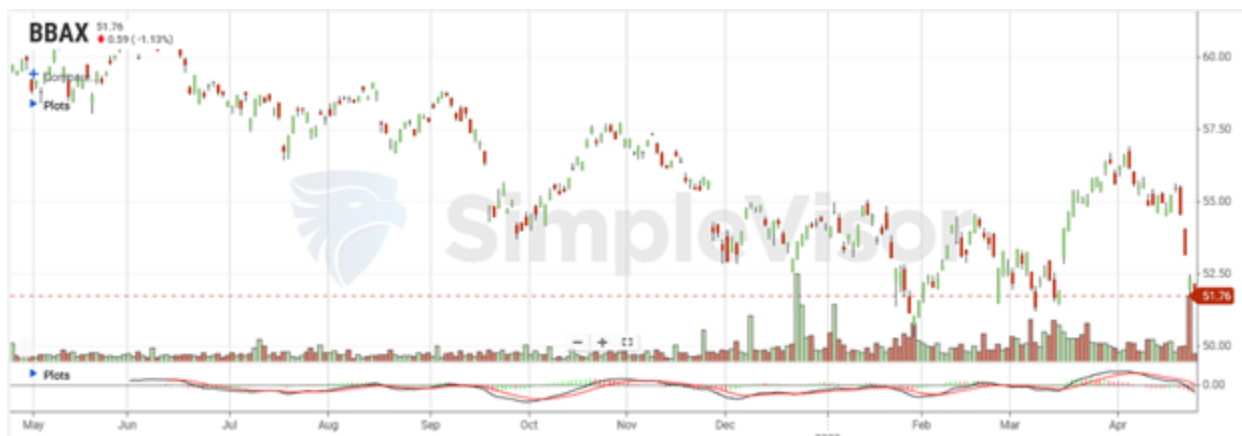 BBAX 51.76
0.59 (-1.13%)
60.00
Plots
57.50
SimpleVisor
55.00
52.50
51.76
50.00
Plots
0.00
May Jun Jul Aug Sep Oct Nov Dec Feb Mar Apr